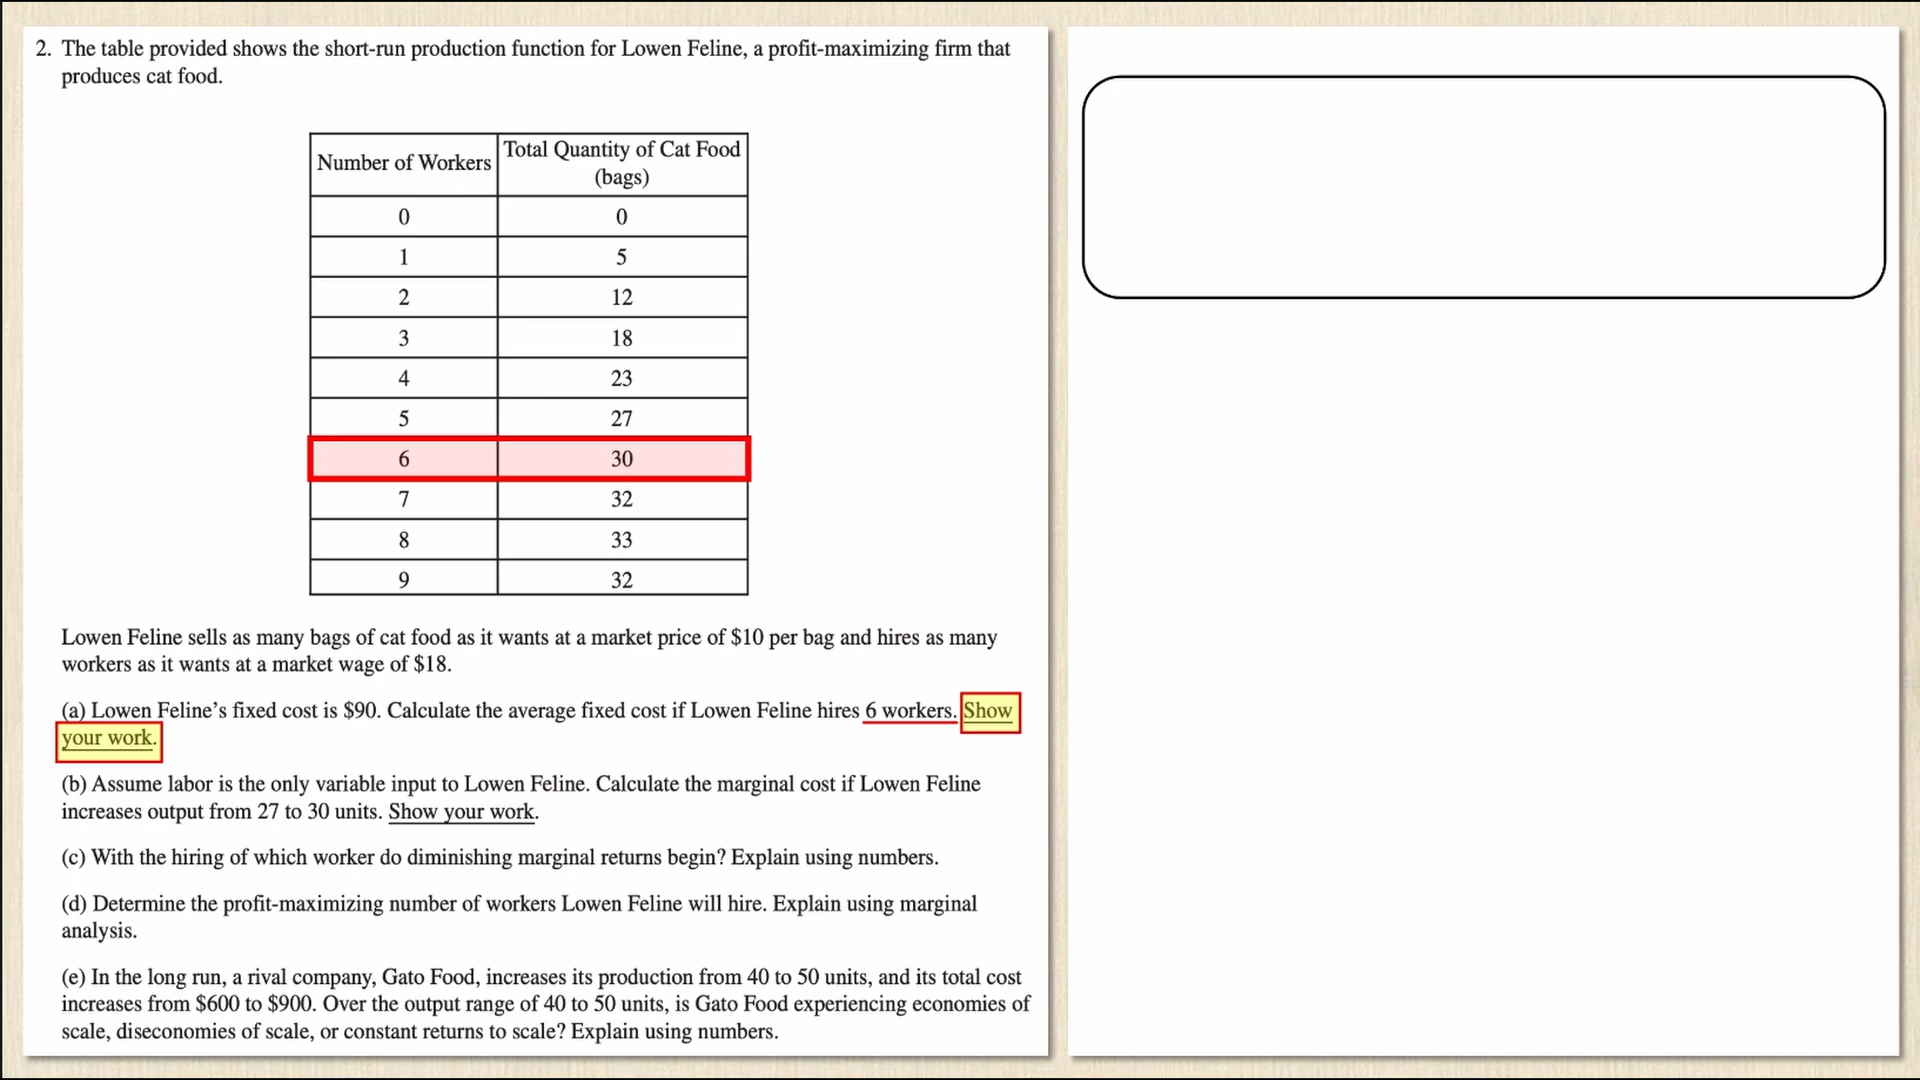 2. The table provided shows the short-run production function for Lowen Feline, a profit-maximizing firm that
produces cat food.
Number of Workers Total Quantity of Cat Food
(bags)
0 0
1 5
2 12
3 18
4 23
5 27
6 30
7 32
8 33
9 32
Lowen Feline sells as many bags of cat food as it wants at a market price of $10 per bag and hires as many
workers as it wants at a market wage of $18.
(a) Lowen Feline’s fixed cost is $90. Calculate the average fixed cost if Lowen Feline hires 6 workers. Show
your work.
(b) Assume labor is the only variable input to Lowen Feline. Calculate the marginal cost if Lowen Feline
increases output from 27 to 30 units. Show your work.
(c) With the hiring of which worker do diminishing marginal returns begin? Explain using numbers.
(d) Determine the profit-maximizing number of workers Lowen Feline will hire. Explain using marginal
analysis.
(e) In the long run, a rival company, Gato Food, increases its production from 40 to 50 units, and its total cost
increases from $600 to $900. Over the output range of 40 to 50 units, is Gato Food experiencing economies of
scale, diseconomies of scale, or constant returns to scale? Explain using numbers.